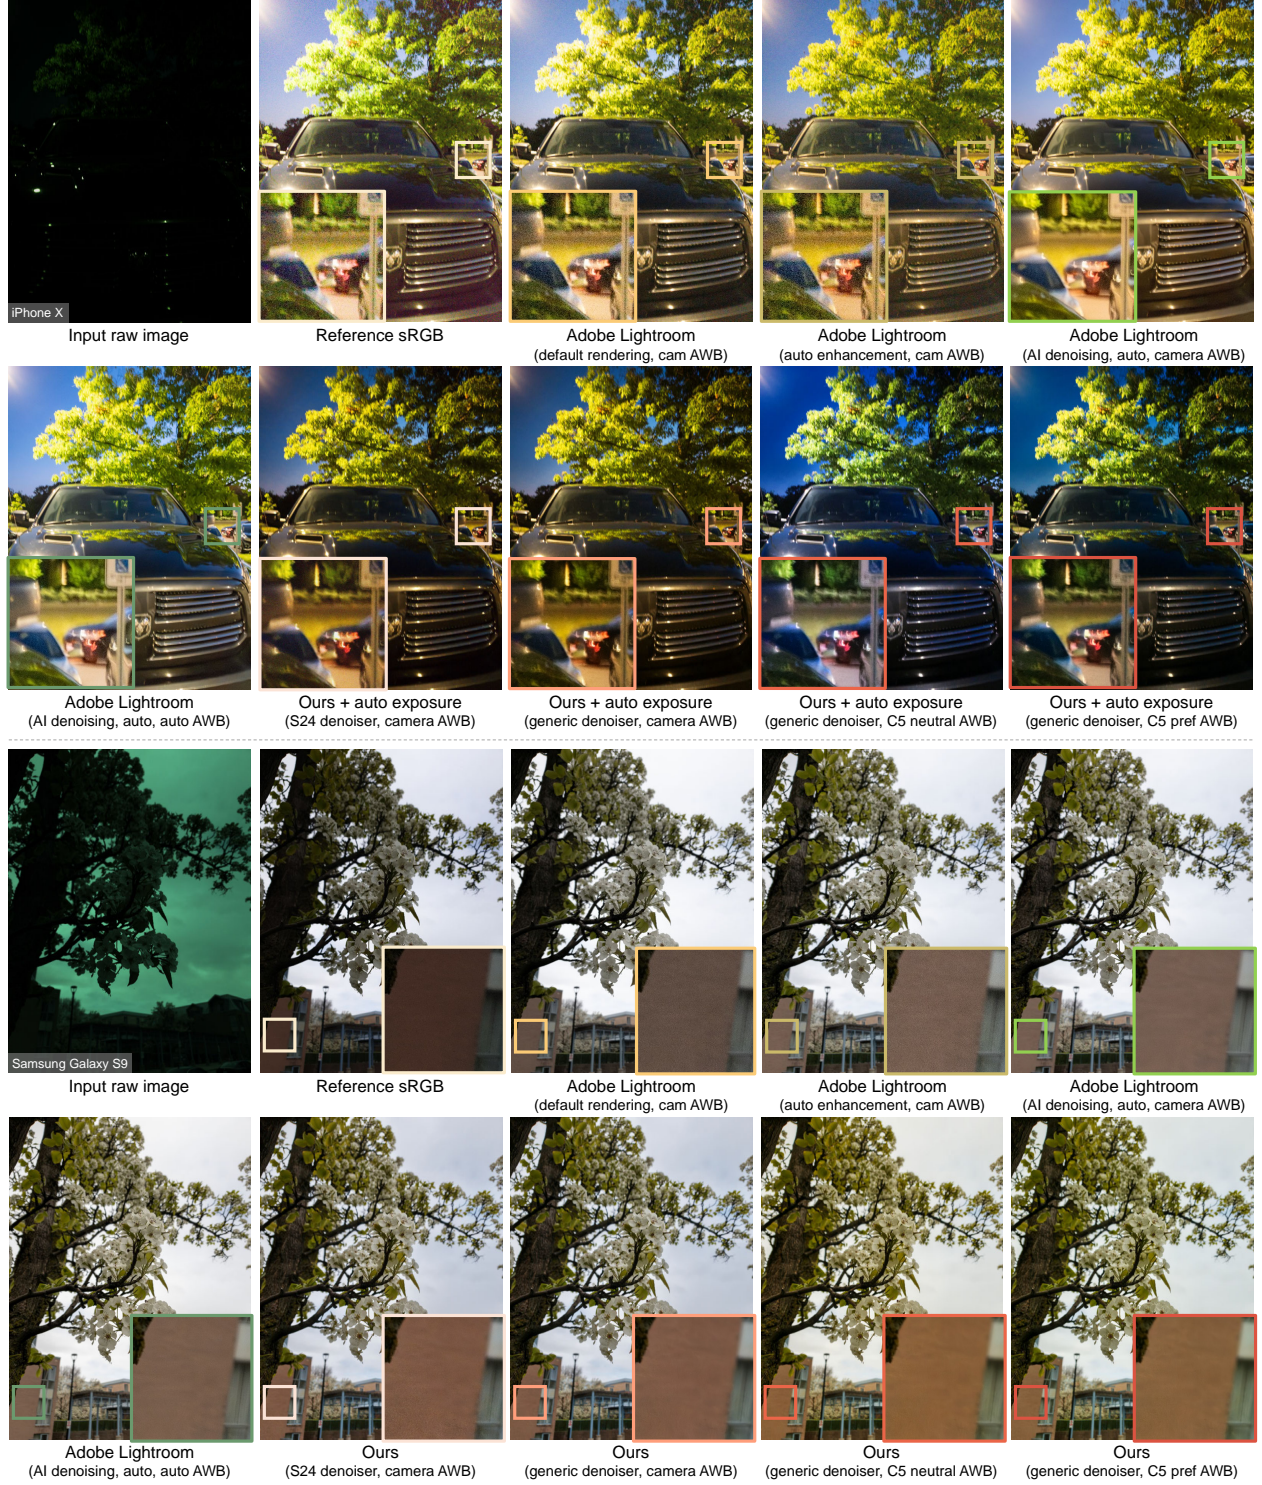 iPhone X
Input raw image
Reference sRGB
Adobe Lightroom
(default rendering, cam AWB)
Adobe Lightroom
(auto enhancement, cam AWB)
Adobe Lightroom
(AI denoising, auto, camera AWB)
Adobe Lightroom
(AI denoising, auto, auto AWB)
Ours + auto exposure
(S24 denoiser, camera AWB)
Ours + auto exposure
(generic denoiser, camera AWB)
Ours + auto exposure
(generic denoiser, C5 neutral AWB)
Ours + auto exposure
(generic denoiser, C5 pref AWB)
Samsung Galaxy S9
Input raw image
Reference sRGB
Adobe Lightroom
(default rendering, cam AWB)
Adobe Lightroom
(auto enhancement, cam AWB)
Adobe Lightroom
(AI denoising, auto, camera AWB)
Adobe Lightroom
(AI denoising, auto, auto AWB)
Ours
(S24 denoiser, camera AWB)
Ours
(generic denoiser, camera AWB)
Ours
(generic denoiser, C5 neutral AWB)
Ours
(generic denoiser, C5 pref AWB)